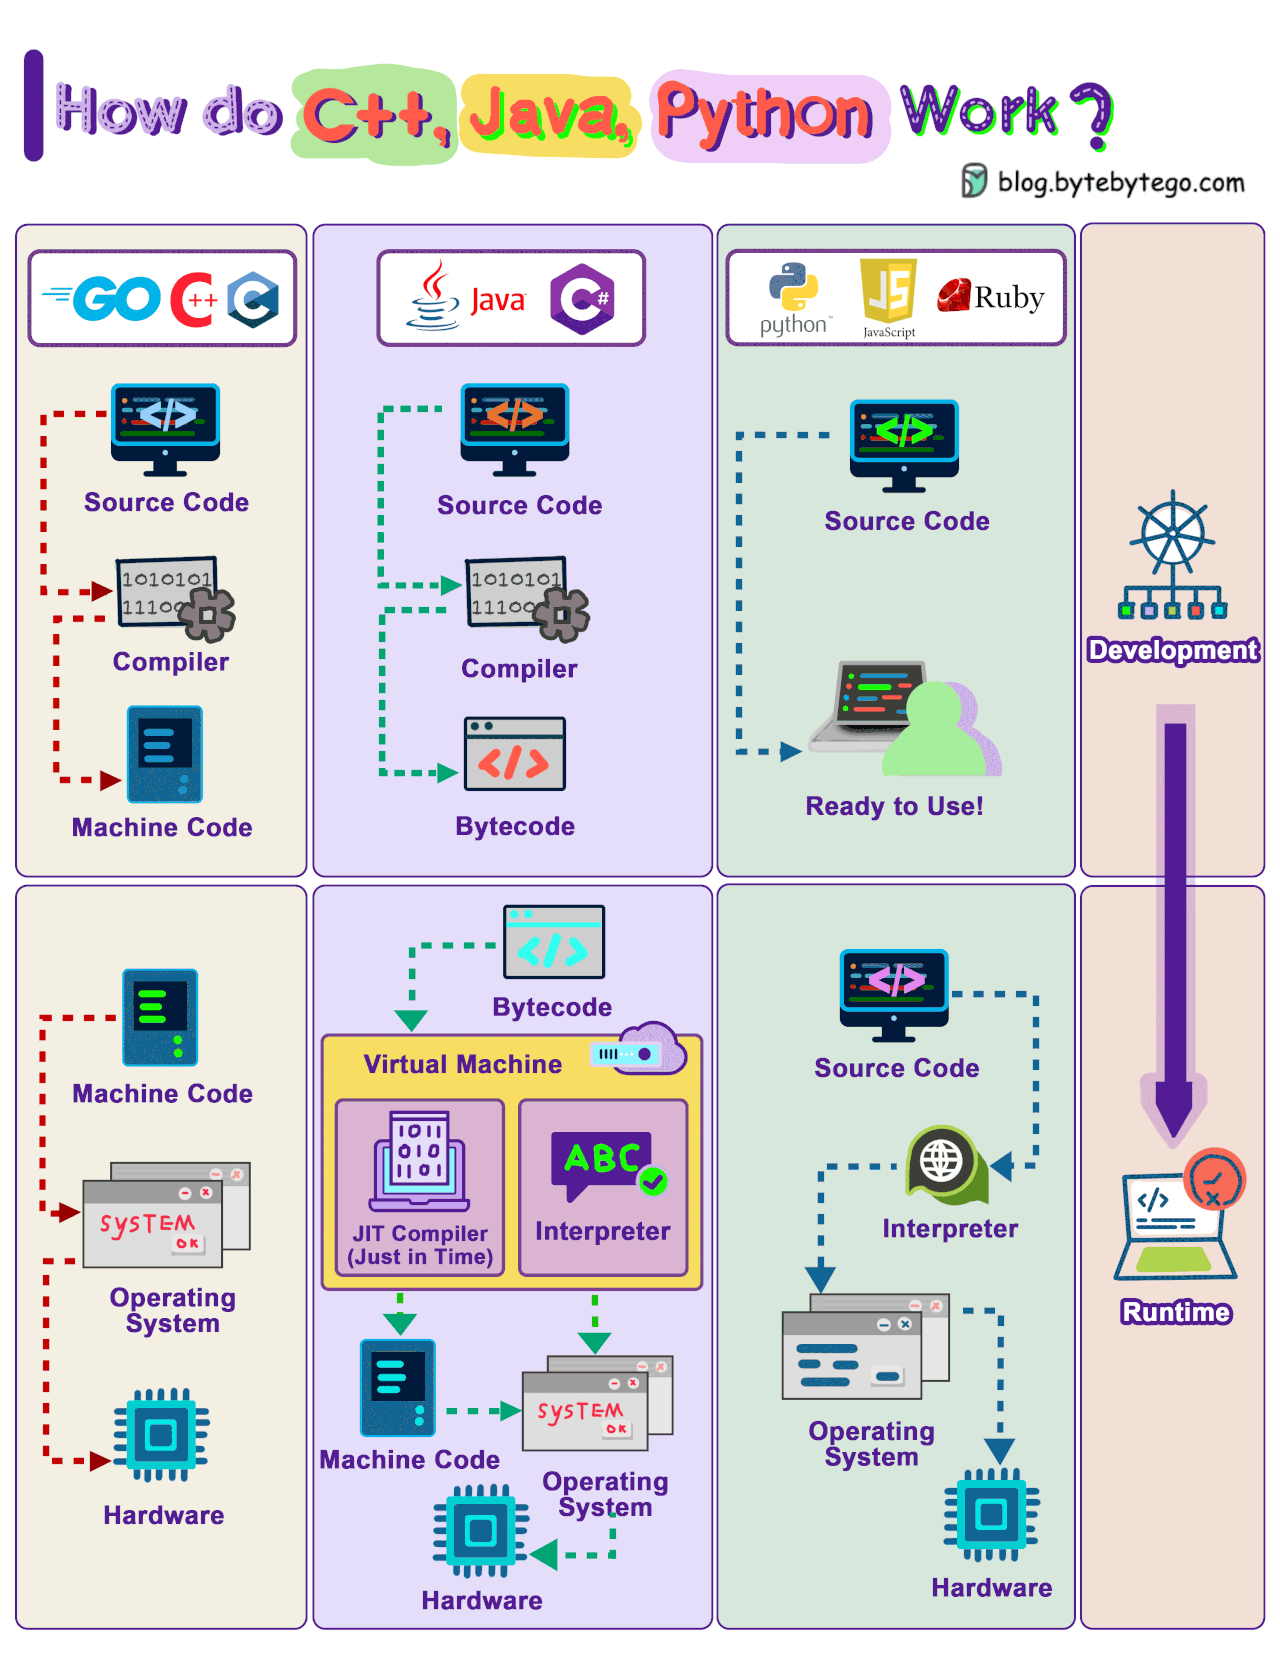 How do C++, Java, Python Work?
blog.bytebytego.com
GO C++ C
Java C#
python JS JavaScript Ruby
Source Code
1010101
1110
Compiler
Machine Code
Source Code
1010101
1110
Compiler
</>
Bytecode
Source Code
Ready to Use!
Development
Machine Code
SYSTEM
OK
Operating
System
Hardware
</>
Bytecode
Virtual Machine
1011
010
1101
JIT Compiler
(Just in Time)
ABC
Interpreter
Machine Code
SYSTEM
OK
Operating
System
Hardware
</>
Source Code
Interpreter
Operating
System
Hardware
</>
Runtime